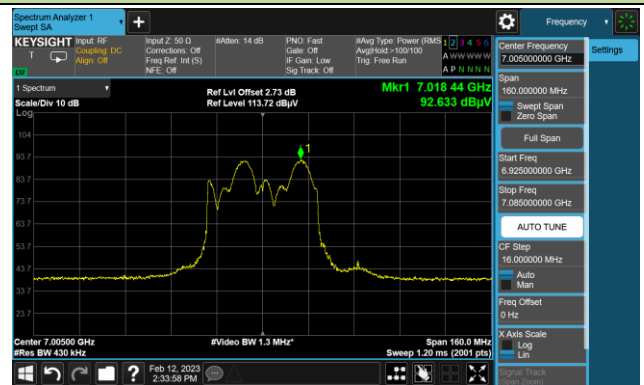 Spectrum Analyzer 1
Swept SA
Frequency
KEYSIGHT
Input: RF
Coupling: DC
Align: Off
Input Z: 50 Ω
Corrections: Off
Freq Ref: Int (S)
NFE: Off
#Atten: 14 dB
PNO: Fast
Gate: Off
IF Gain: Low
Sig Track: Off
#Avg Type: Power (RMS
Avg|Hold:>100/100
Trig: Free Run
1 2 3 4 5 6
A W W W W W
A P N N N N
1 Spectrum
Scale/Div 10 dB
Log
Ref Lvl Offset 2.73 dB
Ref Level 113.72 dBµV
Mkr1 7.018 44 GHz
92.633 dBµV
104
93.7
83.7
73.7
63.7
53.7
43.7
33.7
23.7
1
Center 7.00500 GHz
#Res BW 430 kHz
#Video BW 1.3 MHz*
Span 160.0 MHz
Sweep 1.20 ms (2001 pts)
Feb 12, 2023
2:33:58 PM
Center Frequency
7.005000000 GHz
Settings
Span
160.000000 MHz
Swept Span
Zero Span
Full Span
Start Freq
6.925000000 GHz
Stop Freq
7.085000000 GHz
AUTO TUNE
CF Step
16.000000 MHz
Auto
Man
Freq Offset
0 Hz
X Axis Scale
Log
Lin
Signal Track
(Span Zoom)